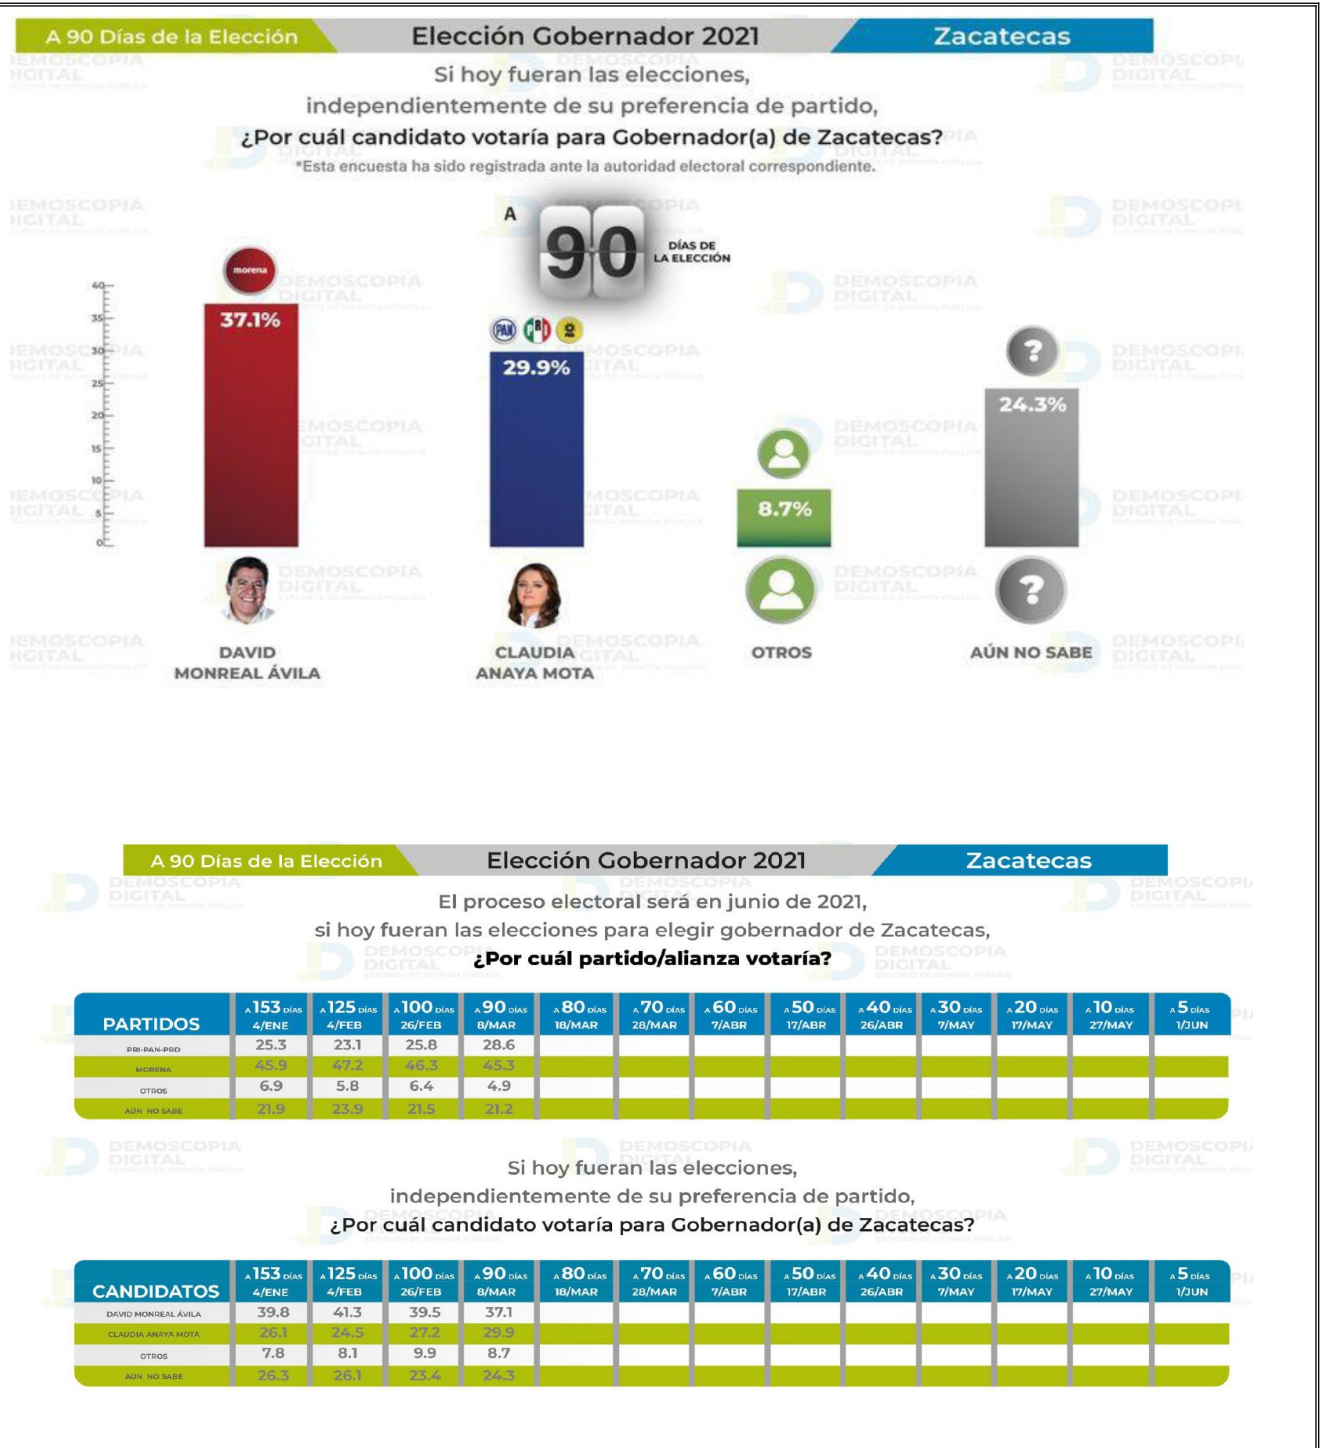 A 90 Días de la Elección
Elección Gobernador 2021
Zacatecas
Si hoy fueran las elecciones,
independientemente de su preferencia de partido,
¿Por cuál candidato votaría para Gobernador(a) de Zacatecas?
*Esta encuesta ha sido registrada ante la autoridad electoral correspondiente.
A 90 DÍAS DE
LA ELECCIÓN
morena
PAN PRD
40
35
30
25
20
15
10
5
0
37.1%
29.9%
8.7%
24.3%
?
?
DAVID
MONREAL ÁVILA
CLAUDIA
ANAYA MOTA
OTROS
AÚN NO SABE
A 90 Días de la Elección
Elección Gobernador 2021
Zacatecas
El proceso electoral será en junio de 2021,
si hoy fueran las elecciones para elegir gobernador de Zacatecas,
¿Por cuál partido/alianza votaría?
PARTIDOS A 153 DÍAS 4/ENE A 125 DÍAS 4/FEB A 100 DÍAS 26/FEB A 90 DÍAS 8/MAR A 80 DÍAS 18/MAR A 70 DÍAS 28/MAR A 60 DÍAS 7/ABR A 50 DÍAS 17/ABR A 40 DÍAS 26/ABR A 30 DÍAS 7/MAY A 20 DÍAS 17/MAY A 10 DÍAS 27/MAY A 5 DÍAS 1/JUN
PRI-PAN-PRD 25.3 23.1 25.8 28.6
MORENA 45.9 47.2 46.3 45.3
OTROS 6.9 5.8 6.4 4.9
AÚN NO SABE 21.9 23.9 21.5 21.2
Si hoy fueran las elecciones,
independientemente de su preferencia de partido,
¿Por cuál candidato votaría para Gobernador(a) de Zacatecas?
CANDIDATOS A 153 DÍAS 4/ENE A 125 DÍAS 4/FEB A 100 DÍAS 26/FEB A 90 DÍAS 8/MAR A 80 DÍAS 18/MAR A 70 DÍAS 28/MAR A 60 DÍAS 7/ABR A 50 DÍAS 17/ABR A 40 DÍAS 26/ABR A 30 DÍAS 7/MAY A 20 DÍAS 17/MAY A 10 DÍAS 27/MAY A 5 DÍAS 1/JUN
DAVID MONREAL ÁVILA 39.8 41.3 39.5 37.1
CLAUDIA ANAYA MOTA 26.1 24.5 27.2 29.9
OTROS 7.8 8.1 9.9 8.7
AÚN NO SABE 26.3 26.1 23.4 24.3
DEMOSCOPIA
DIGITAL